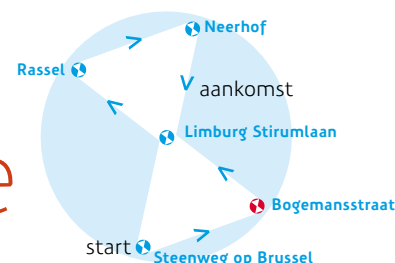 Neerhof
Rassel
aankomst
Limburg Stirumlaan
e
Bogemansstraat
start
Steenweg op Brussel